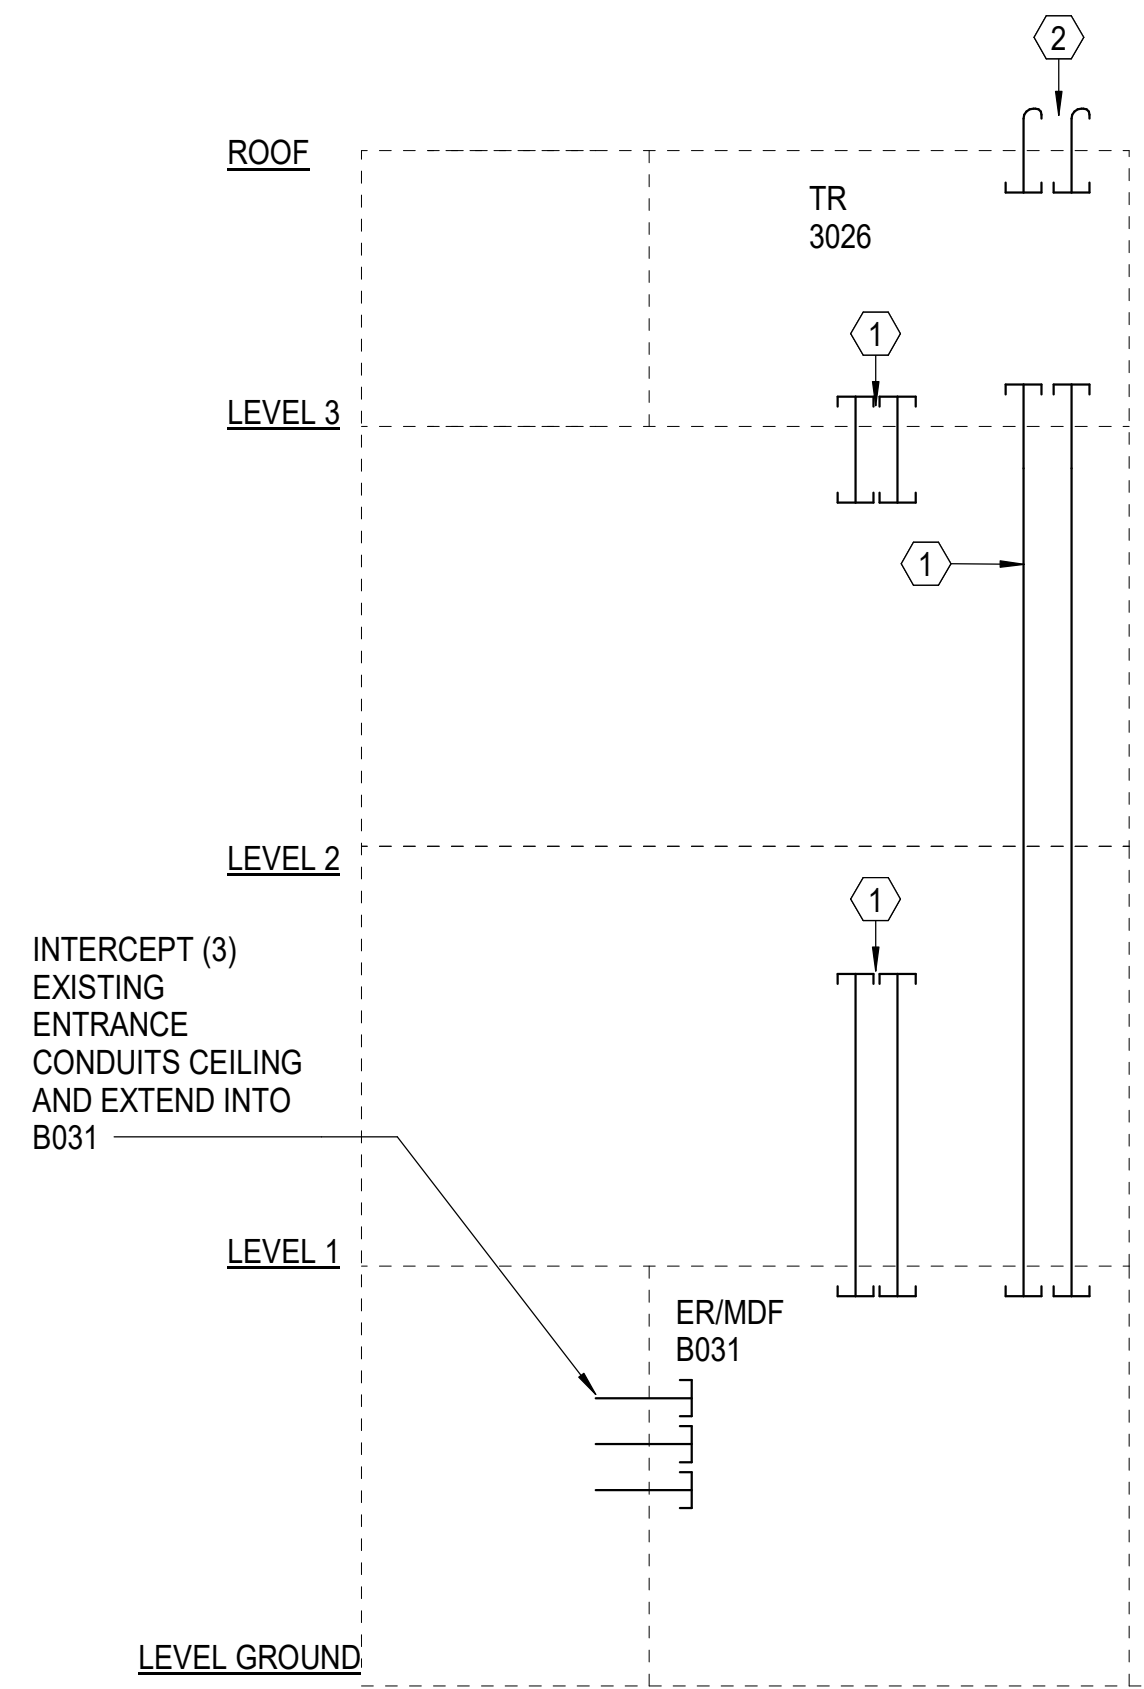 2
ROOF
TR
3026
1
LEVEL 3
1
LEVEL 2
1
INTERCEPT (3)
EXISTING
ENTRANCE
CONDUITS CEILING
AND EXTEND INTO
B031
LEVEL 1
ER/MDF
B031
LEVEL GROUND